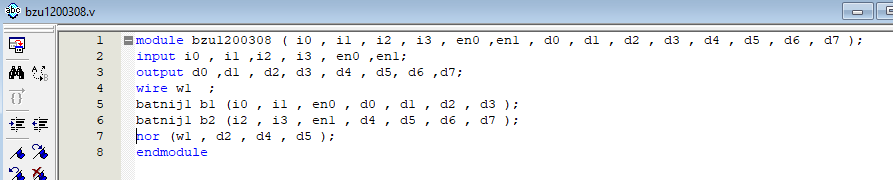 bzu1200308.v
1 module bzu1200308 ( i0 , i1 , i2 , i3 , en0 ,en1 , d0 , d1 , d2 , d3 , d4 , d5 , d6 , d7 );
2 input i0 , i1 ,i2 , i3 , en0 ,en1;
3 output d0 ,d1 , d2, d3 , d4 , d5, d6 ,d7;
4 wire w1 ;
5 batnij1 b1 (i0 , i1 , en0 , d0 , d1 , d2 , d3 );
6 batnij1 b2 (i2 , i3 , en1 , d4 , d5 , d6 , d7 );
7 nor (w1 , d2 , d4 , d5 );
8 endmodule